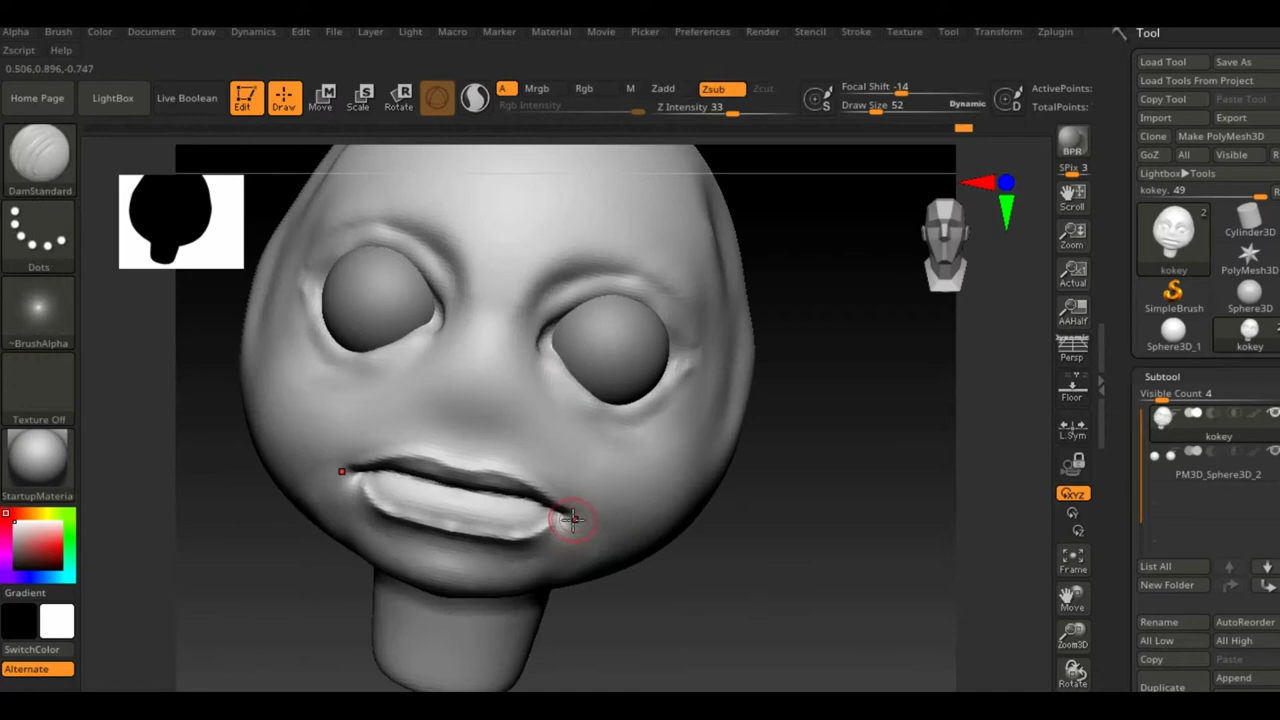 Alpha Brush Color Document Draw Dynamics Edit File Layer Light Macro Marker Material Movie Picker Preferences Render Stencil Stroke Texture Tool Transform Zplugin
Zscript Help
0.506,0.896,-0.747
Home Page LightBox Live Boolean Edit Draw Move Scale Rotate
A Mrgb Rgb M Zadd Zsub Zcut
Rgb Intensity Z Intensity 33
S Focal Shift -14
Draw Size 52 Dynamic
D ActivePoints:
TotalPoints:
DamStandard
Dots
~BrushAlpha
Texture Off
StartupMateria
Gradient
SwitchColor
Alternate
BPR
SPix 3
Scroll
Zoom
Actual
AAHalf
Dynamic
Persp
Floor
L.Sym
XYZ
Frame
Move
Zoom3D
Rotate
Tool
Load Tool Save As
Load Tools From Project
Copy Tool Paste Tool
Import Export
Clone Make PolyMesh3D
GoZ All Visible R
Lightbox▶Tools
kokey. 49 R
2
kokey Cylinder3D
PolyMesh3D
SimpleBrush Sphere3D
2
Sphere3D_1 kokey
Subtool
Visible Count 4
kokey
PM3D_Sphere3D_2
List All
New Folder
Rename AutoReorder
All Low All High
Copy Paste
Duplicate Append